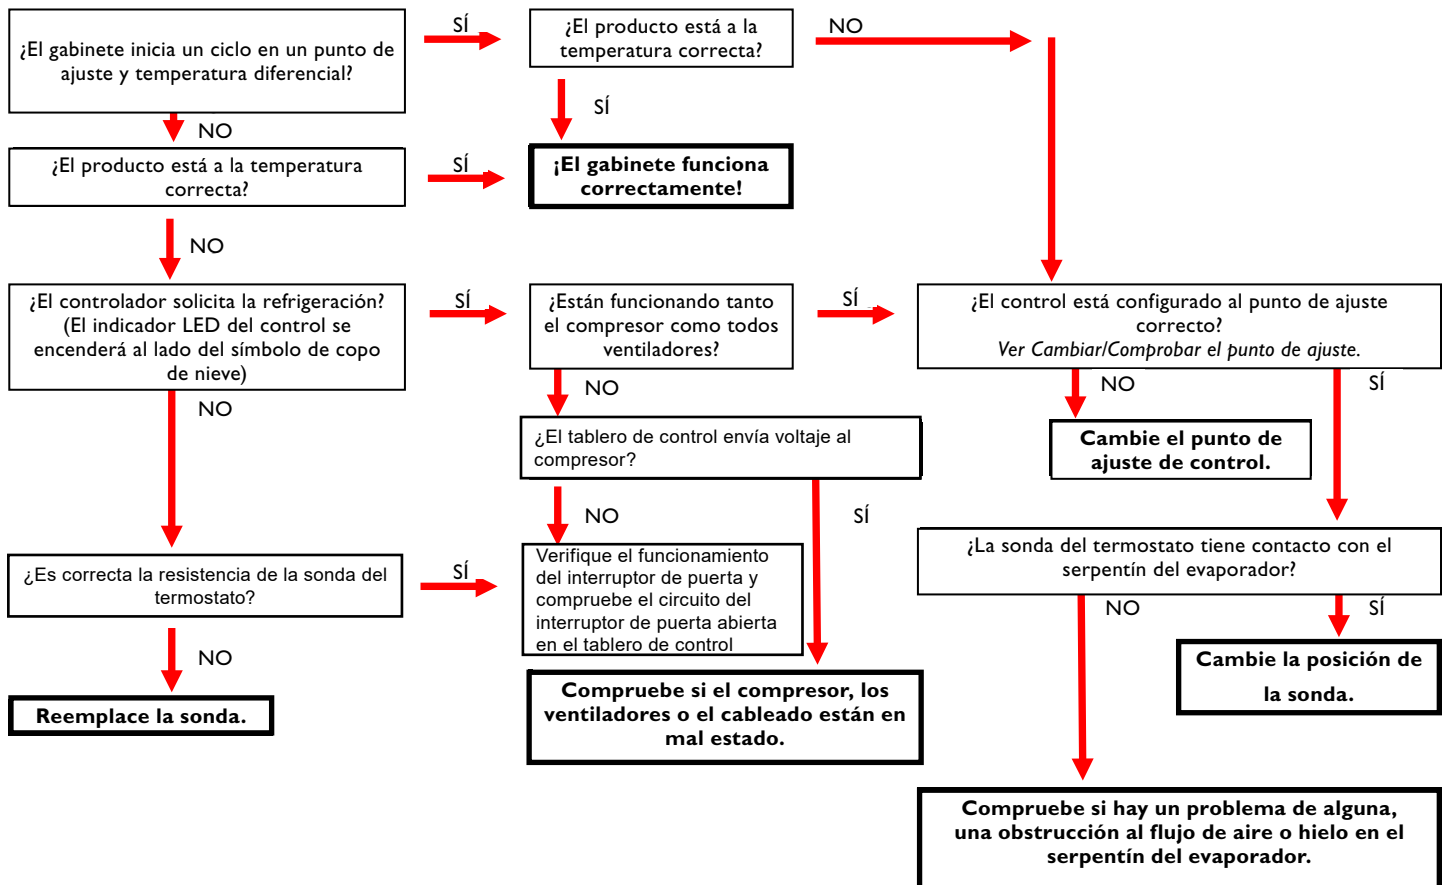 ¿El gabinete inicia un ciclo en un punto de
ajuste y temperatura diferencial?
SÍ
¿El producto está a la
temperatura correcta?
NO
SÍ
NO
¿El producto está a la temperatura
correcta?
SÍ
¡El gabinete funciona
correctamente!
NO
¿El controlador solicita la refrigeración?
(El indicador LED del control se
encenderá al lado del símbolo de copo
de nieve)
SÍ
¿Están funcionando tanto
el compresor como todos
ventiladores?
SÍ
¿El control está configurado al punto de ajuste
correcto?
Ver Cambiar/Comprobar el punto de ajuste.
NO
NO
NO
SÍ
¿El tablero de control envía voltaje al
compresor?
Cambie el punto de
ajuste de control.
NO
SÍ
¿Es correcta la resistencia de la sonda del
termostato?
SÍ
Verifique el funcionamiento
del interruptor de puerta y
compruebe el circuito del
interruptor de puerta abierta
en el tablero de control
¿La sonda del termostato tiene contacto con el
serpentín del evaporador?
NO
SÍ
NO
Reemplace la sonda.
Compruebe si el compresor, los
ventiladores o el cableado están en
mal estado.
Cambie la posición de
la sonda.
Compruebe si hay un problema de alguna,
una obstrucción al flujo de aire o hielo en el
serpentín del evaporador.